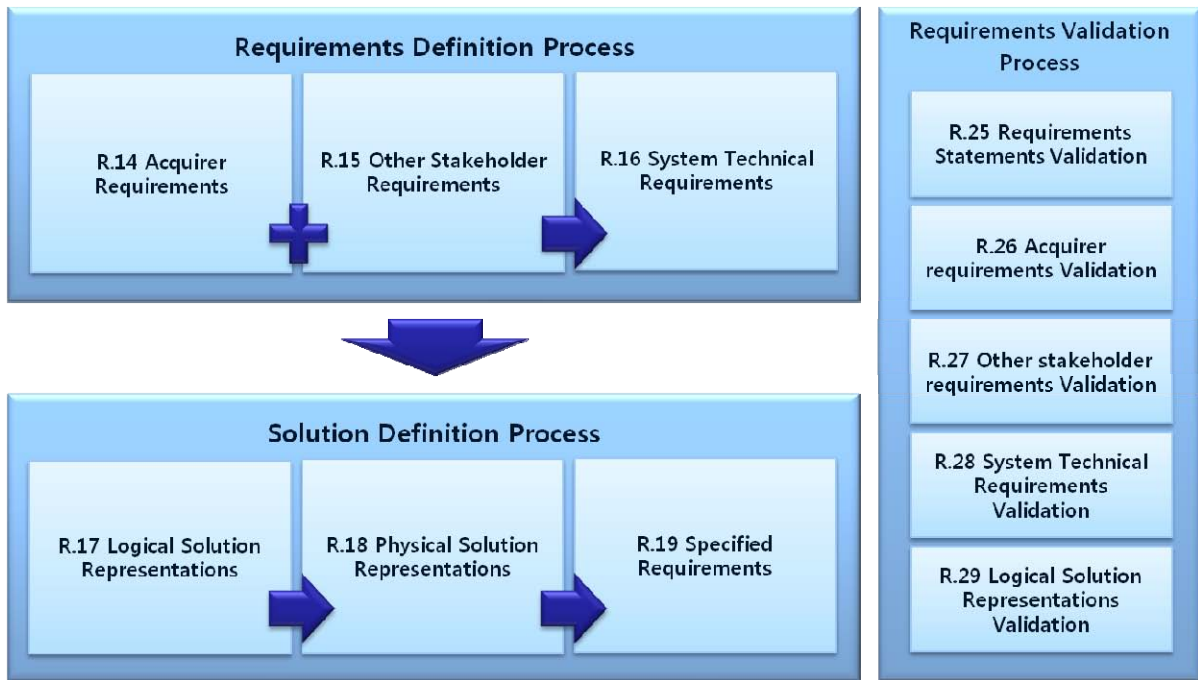 Requirements Definition Process
R.14 Acquirer
Requirements
R.15 Other Stakeholder
Requirements
R.16 System Technical
Requirements
Solution Definition Process
R.17 Logical Solution
Representations
R.18 Physical Solution
Representations
R.19 Specified
Requirements
Requirements Validation
Process
R.25 Requirements
Statements Validation
R.26 Acquirer
requirements Validation
R.27 Other stakeholder
requirements Validation
R.28 System Technical
Requirements
Validation
R.29 Logical Solution
Representations
Validation